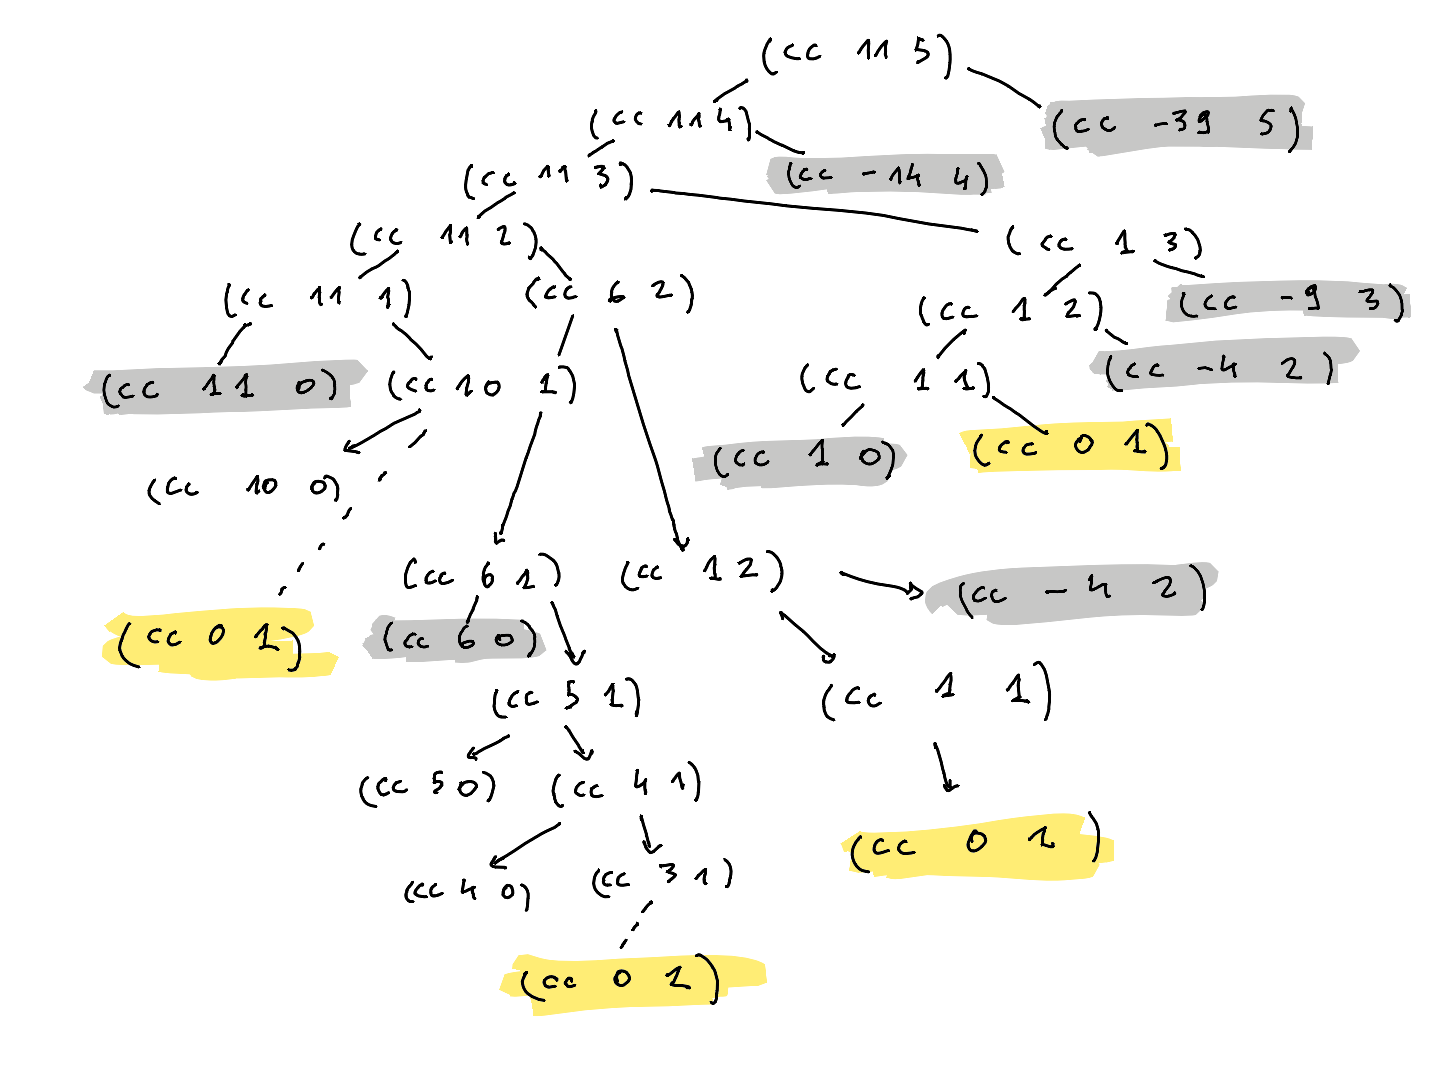 (cc 11 5)
(cc 11 4)
(cc -39 5)
(cc 11 3)
(cc -14 4)
(cc 11 2)
(cc 1 3)
(cc 11 1)
(cc 6 2)
(cc 1 2)
(cc -9 3)
(cc 11 0)
(cc 10 1)
(cc 1 1)
(cc -4 2)
(cc 10 0)
(cc 1 0)
(cc 0 1)
(cc 6 1)
(cc 1 2)
(cc -4 2)
(cc 0 1)
(cc 6 0)
(cc 5 1)
(cc 1 1)
(cc 5 0)
(cc 4 1)
(cc 0 1)
(cc 4 0)
(cc 3 1)
(cc 0 1)